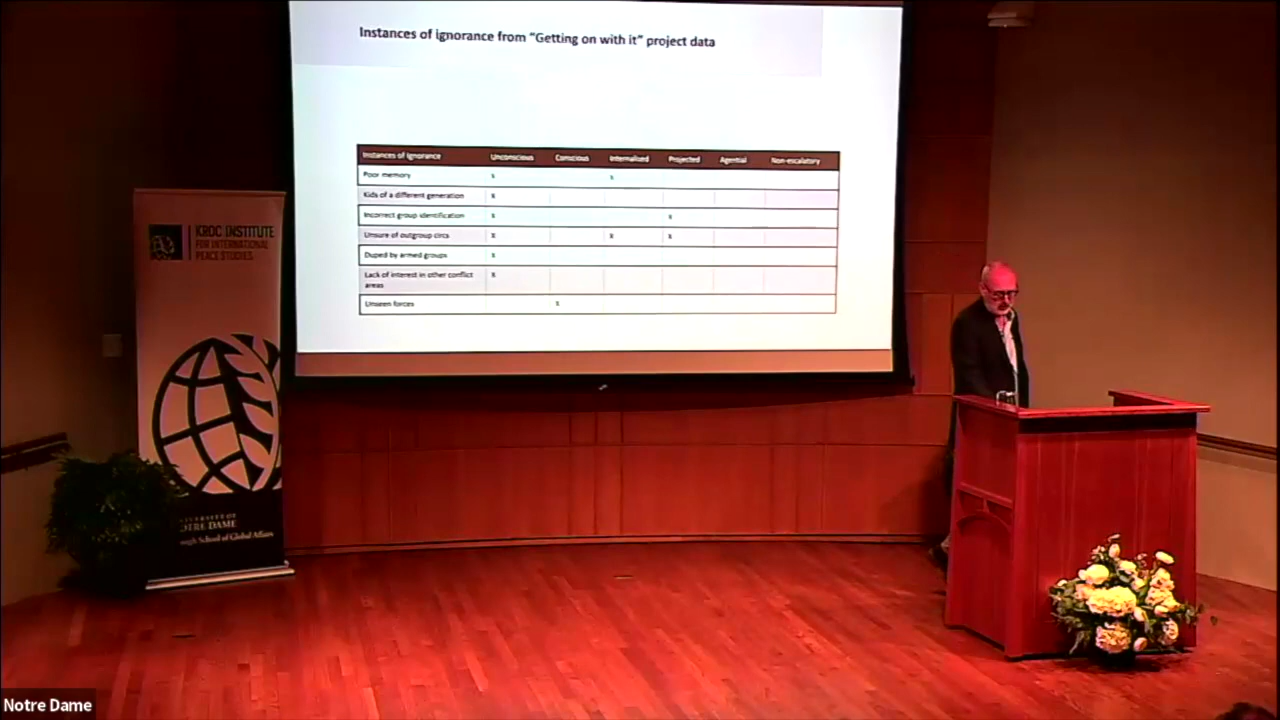 Instances of ignorance from "Getting on with it" project data
Instances of Ignorance Unconscious Conscious Internalised Projected Agential Non-escalatory
Poor memory x x
Kids of a different generation x
Incorrect group identification x x
Unsure of outgroup circs x x x
Duped by armed groups x
Lack of interest in other conflict x
areas
Unseen forces x
KROC INSTITUTE
FOR INTERNATIONAL
PEACE STUDIES
NOTRE DAME
School of Global Affairs
Notre Dame